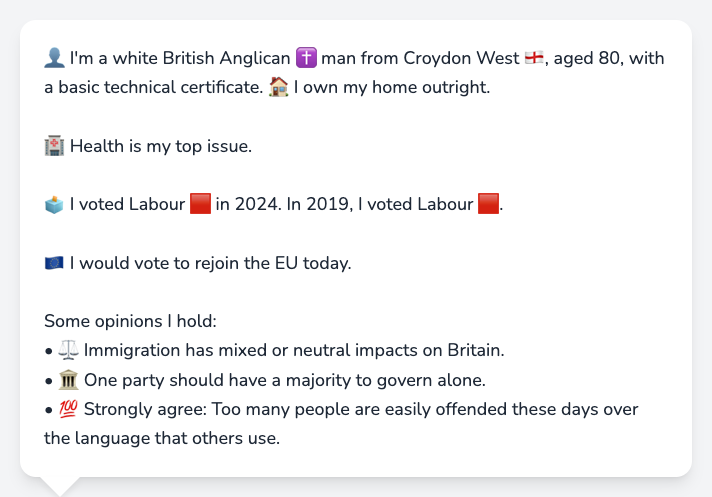 👤 I'm a white British Anglican ✝️ man from Croydon West 🏴󠁧󠁢󠁥󠁮󠁧󠁿, aged 80, with
a basic technical certificate. 🏠 I own my home outright.
🏥 Health is my top issue.
🗳️ I voted Labour 🟥 in 2024. In 2019, I voted Labour 🟥.
🇪🇺 I would vote to rejoin the EU today.
Some opinions I hold:
• ⚖️ Immigration has mixed or neutral impacts on Britain.
• 🏛️ One party should have a majority to govern alone.
• 💯 Strongly agree: Too many people are easily offended these days over
the language that others use.